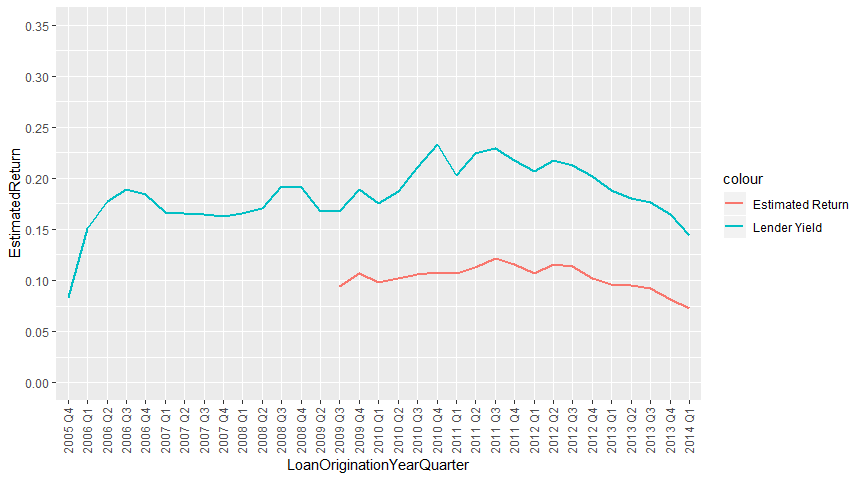 0.35
0.30
0.25
0.20
0.15
0.10
0.05
0.00
EstimatedReturn
2005 Q4
2006 Q1
2006 Q2
2006 Q3
2006 Q4
2007 Q1
2007 Q2
2007 Q3
2007 Q4
2008 Q1
2008 Q2
2008 Q3
2008 Q4
2009 Q2
2009 Q3
2009 Q4
2010 Q1
2010 Q2
2010 Q3
2010 Q4
2011 Q1
2011 Q2
2011 Q3
2011 Q4
2012 Q1
2012 Q2
2012 Q3
2012 Q4
2013 Q1
2013 Q2
2013 Q3
2013 Q4
2014 Q1
LoanOriginationYearQuarter
colour
Estimated Return
Lender Yield